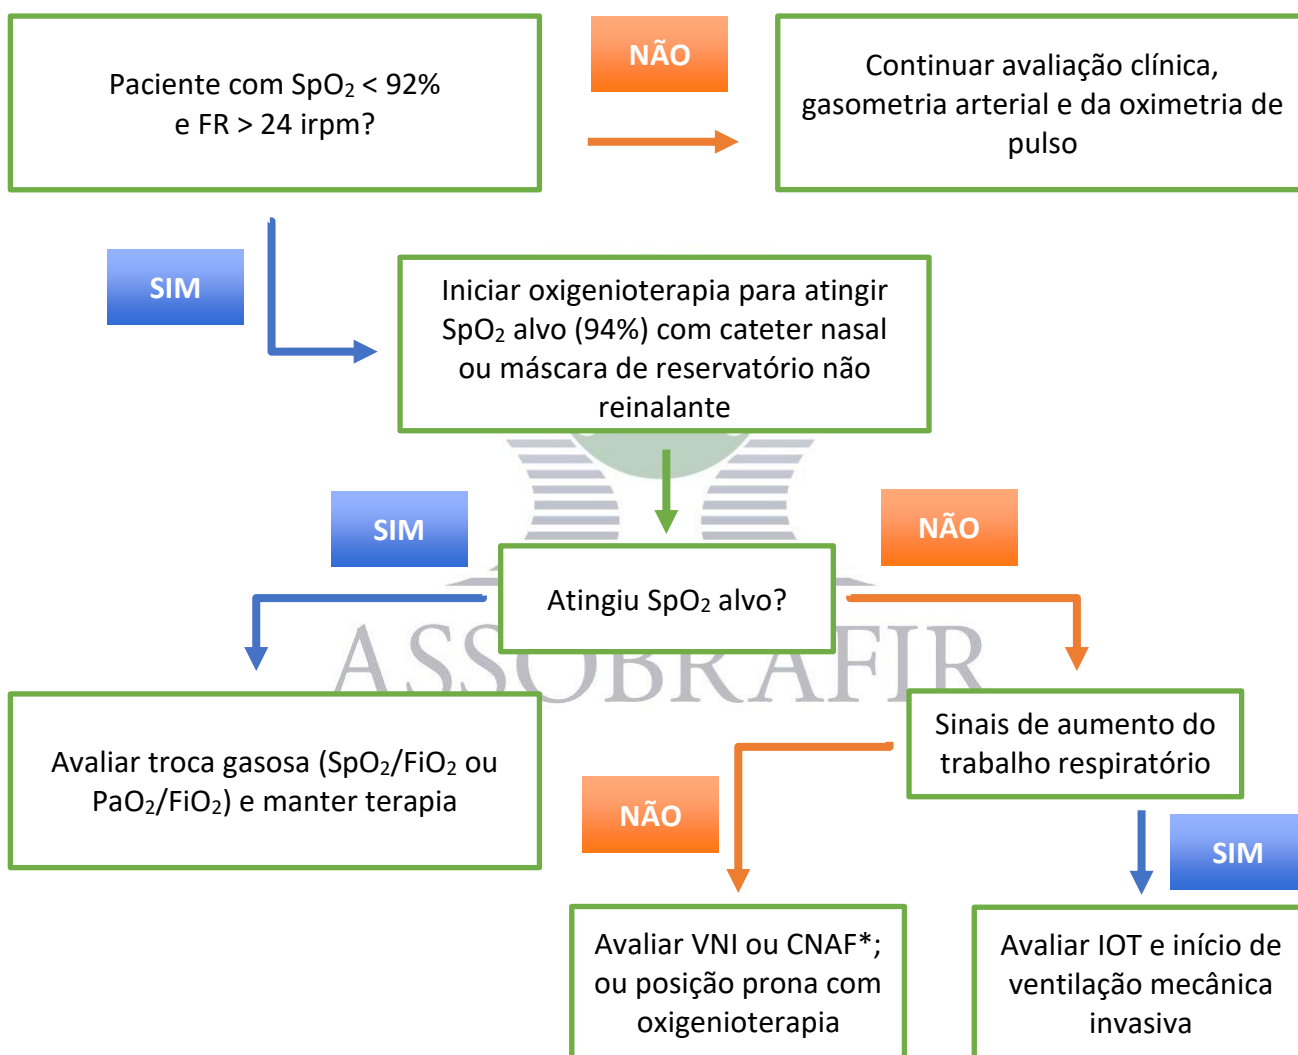 Paciente com SpO₂ < 92%
e FR > 24 irpm?
NÃO
Continuar avaliação clínica,
gasometria arterial e da oximetria de
pulso
SIM
Iniciar oxigenioterapia para atingir
SpO₂ alvo (94%) com cateter nasal
ou máscara de reservatório não
reinalante
SIM
NÃO
Atingiu SpO₂ alvo?
ASSOBRAFIR
Avaliar troca gasosa (SpO₂/FiO₂ ou
PaO₂/FiO₂) e manter terapia
Sinais de aumento do
trabalho respiratório
NÃO
SIM
Avaliar VNI ou CNAF*;
ou posição prona com
oxigenioterapia
Avaliar IOT e início de
ventilação mecânica
invasiva